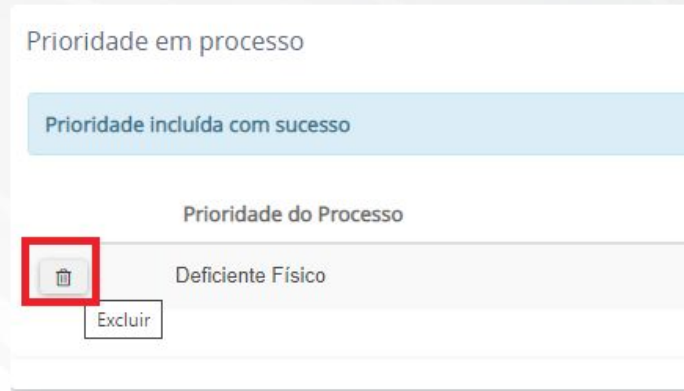 Prioridade em processo
Prioridade incluída com sucesso
Prioridade do Processo
Deficiente Físico
Excluir